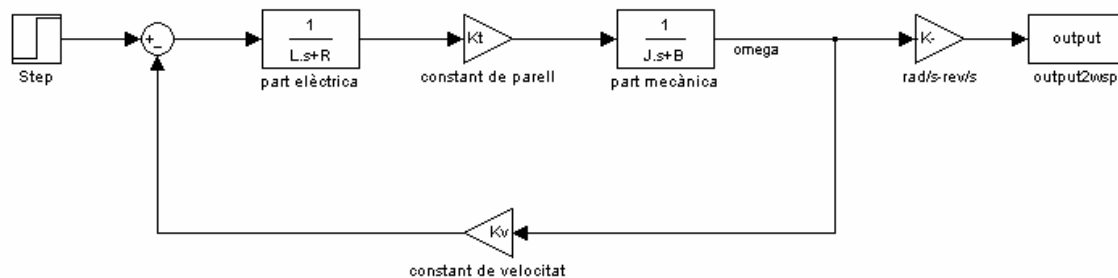 Step
+
-
1
L.s+R
part elèctrica
Kt
constant de parell
1
J.s+B
part mecànica
omega
K-
rad/s-rev/s
output
output2wsp
Kv
constant de velocitat